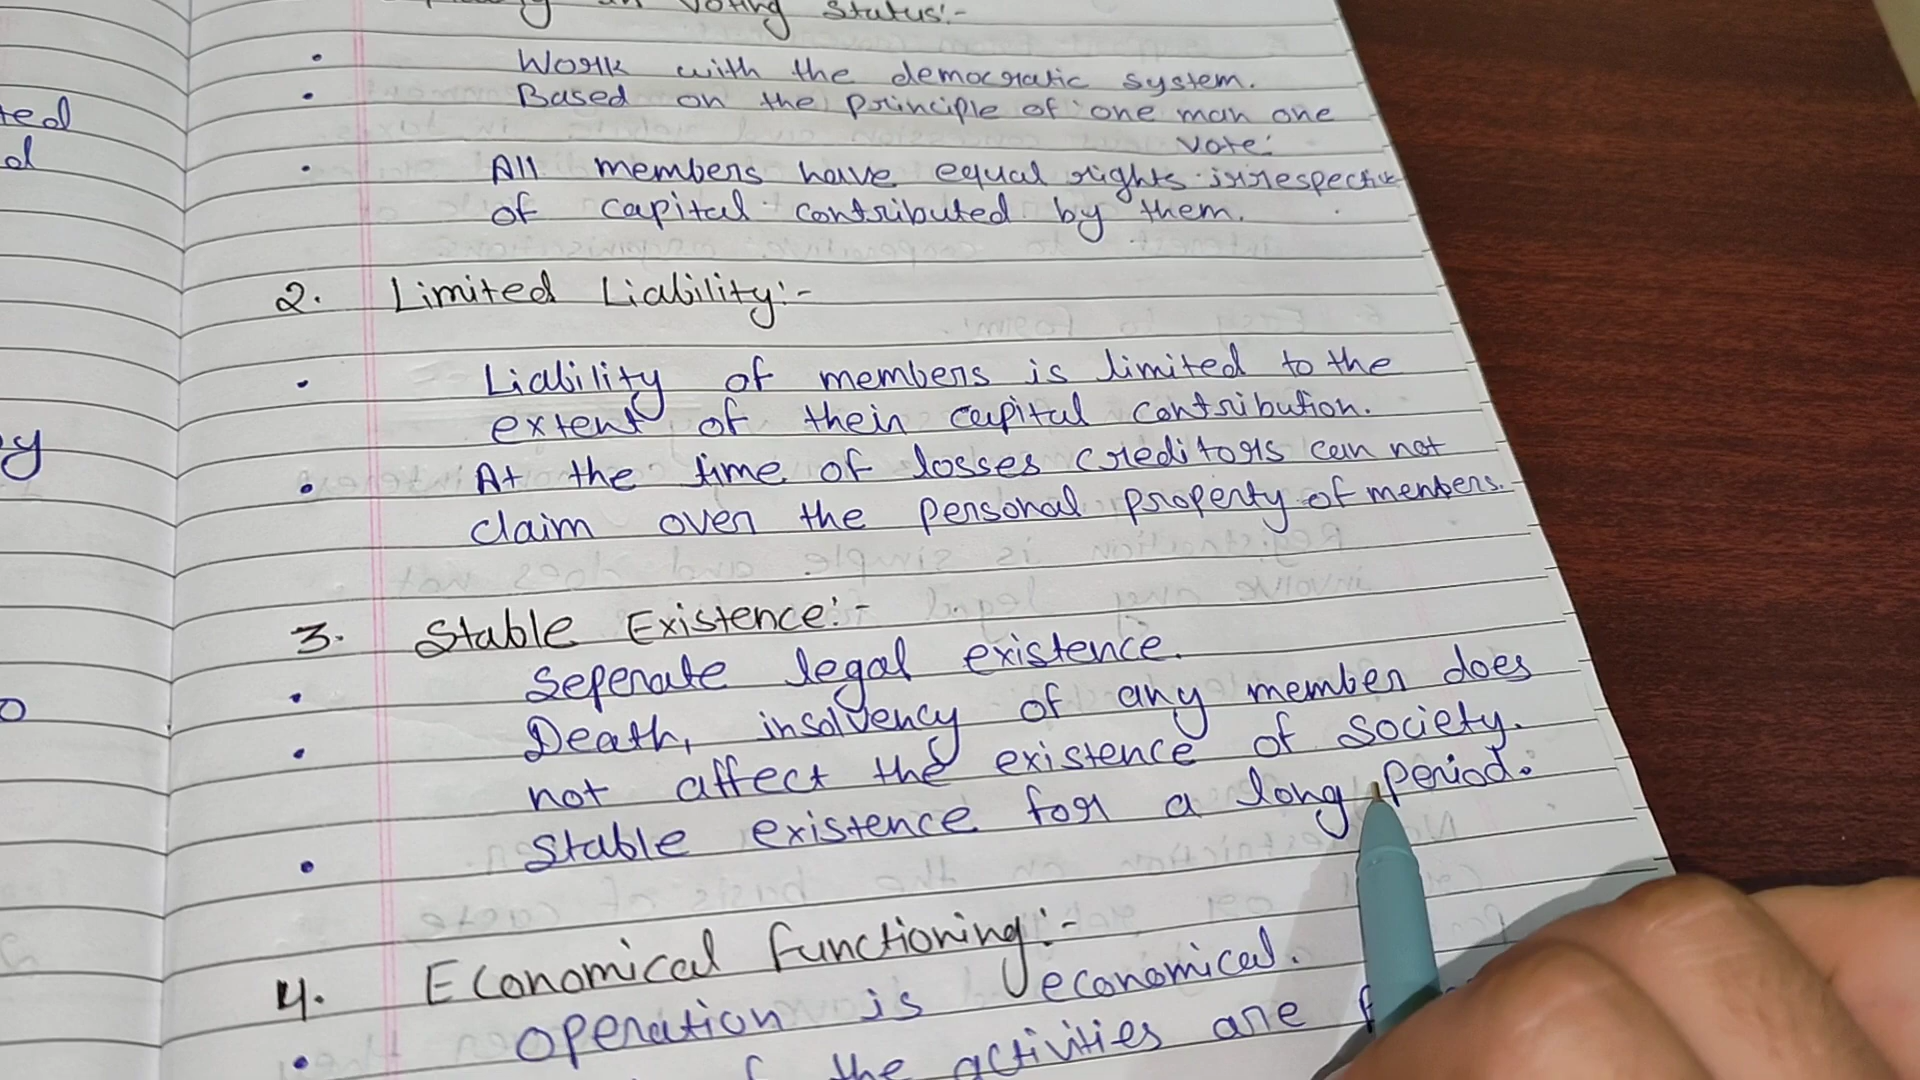 in Voting Status:-
• Work with the democratic system.
• Based on the principle of one man one
vote.
• All members have equal rights irrespective
of capital contributed by them.
2. Limited Liability:-
• Liability of members is limited to the
extent of their capital contribution.
• At the time of losses creditors can not
claim over the personal property of members.
3. Stable Existence:-
• Seperate legal existence.
• Death, insolvency of any member does
not affect the existence of society.
• Stable existence for a long period.
4. Economical Functioning:-
• Operation is economical.
the activities are
ted
d
y